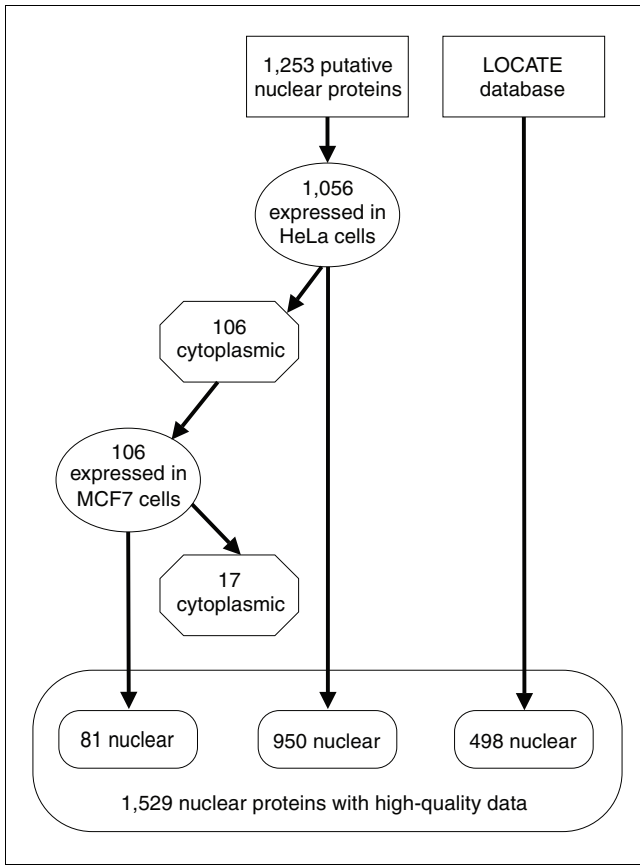 1,253 putative
nuclear proteins
LOCATE
database
1,056
expressed in
HeLa cells
106
cytoplasmic
106
expressed in
MCF7 cells
17
cytoplasmic
81 nuclear
950 nuclear
498 nuclear
1,529 nuclear proteins with high-quality data